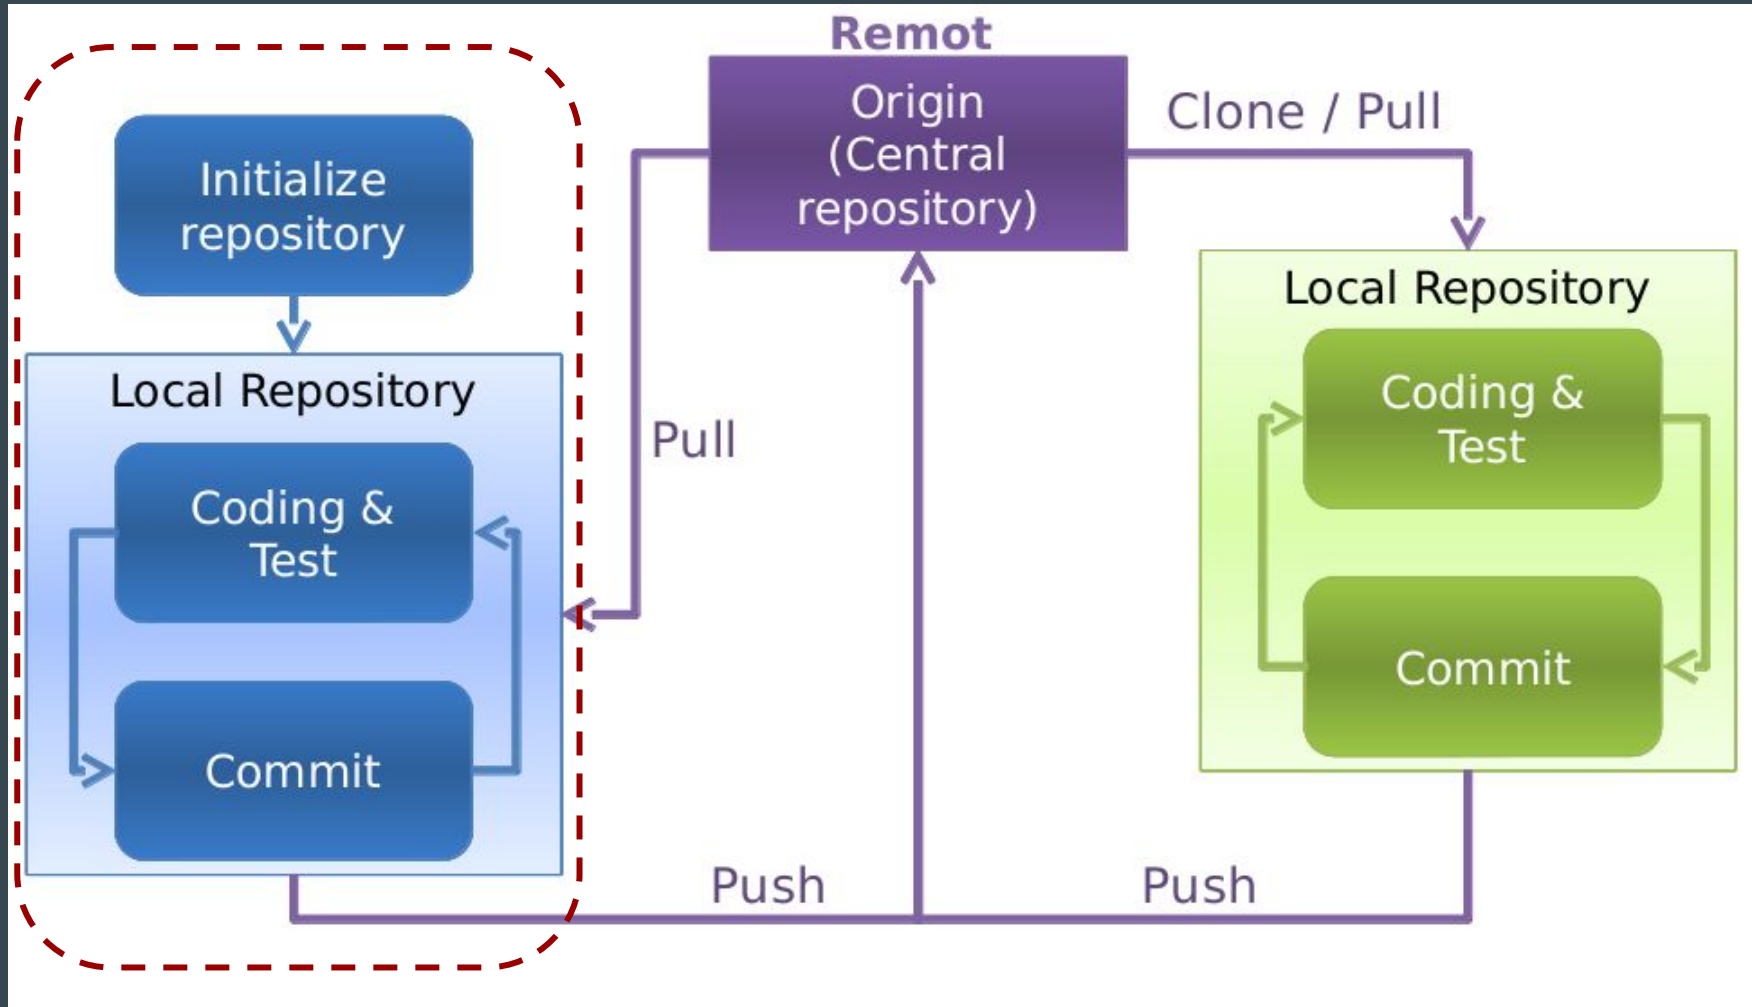 Remot
Origin
(Central
repository)
Clone / Pull
Initialize
repository
Local Repository
Coding &
Test
Commit
Pull
Local Repository
Coding &
Test
Commit
Push
Push